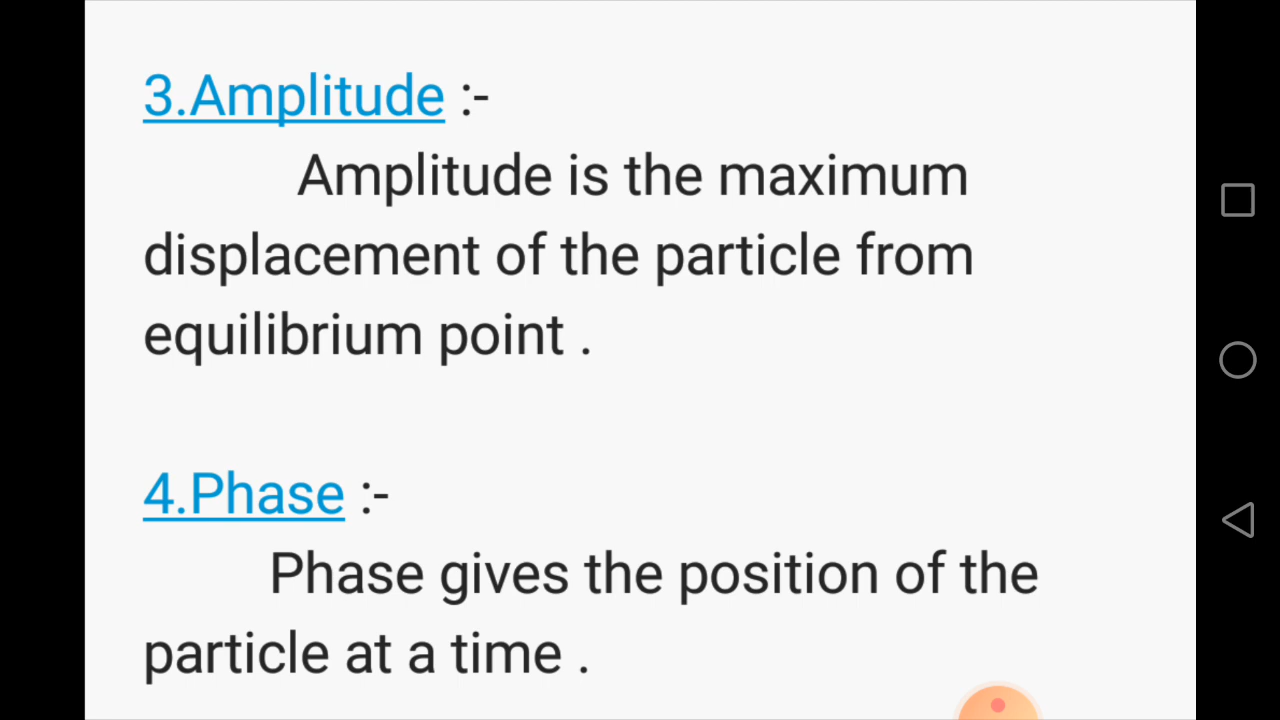 3.Amplitude :-
Amplitude is the maximum
displacement of the particle from
equilibrium point .
4.Phase :-
Phase gives the position of the
particle at a time .